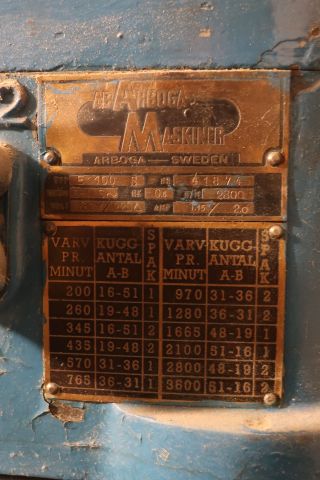 2
AB ARBOGA
MASKINER
ARBOGA — SWEDEN
41874
2800
VARV
PR.
MINUT
KUGG-
ANTAL
A-B
SPAK
VARV
PR.
MINUT
KUGG-
ANTAL
A-B
SPAK
200 16-51 1 970 31-36 2
260 19-48 1 1280 36-31 2
345 16-51 2 1665 48-19 1
435 19-48 2 2100 51-16 1
570 31-36 1 2800 48-19 2
765 36-31 1 3600 51-16 2